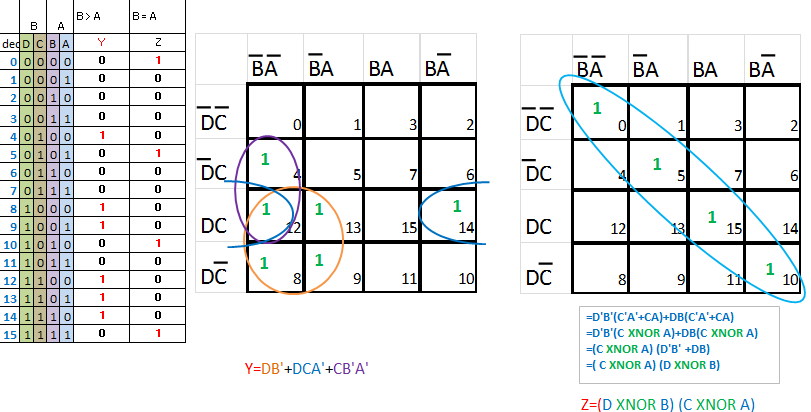 B > A B = A
B A
dec D C B A Y Z
0 0 0 0 0 0 1
1 0 0 0 1 0 0
2 0 0 1 0 0 0
3 0 0 1 1 0 0
4 0 1 0 0 1 0
5 0 1 0 1 0 1
6 0 1 1 0 0 0
7 0 1 1 1 0 0
8 1 0 0 0 1 0
9 1 0 0 1 1 0
10 1 0 1 0 0 1
11 1 0 1 1 0 0
12 1 1 0 0 1 0
13 1 1 0 1 1 0
14 1 1 1 0 1 0
15 1 1 1 1 0 1
B̅A̅ B̅A BA BA̅
D̅C̅ 0 1 3 2
D̅C 1 4 5 7 6
DC 1 12 1 13 15 1 14
DC̅ 1 8 1 9 11 10
Y=DB'+DCA'+CB'A'
B̅A̅ B̅A BA BA̅
D̅C̅ 1 0 1 3 2
D̅C 4 1 5 7 6
DC 12 13 1 15 14
DC̅ 8 9 11 1 10
=D'B'(C'A'+CA)+DB(C'A'+CA)
=D'B'(C XNOR A)+DB(C XNOR A)
=(C XNOR A) (D'B' +DB)
=( C XNOR A) (D XNOR B)
Z=(D XNOR B) (C XNOR A)